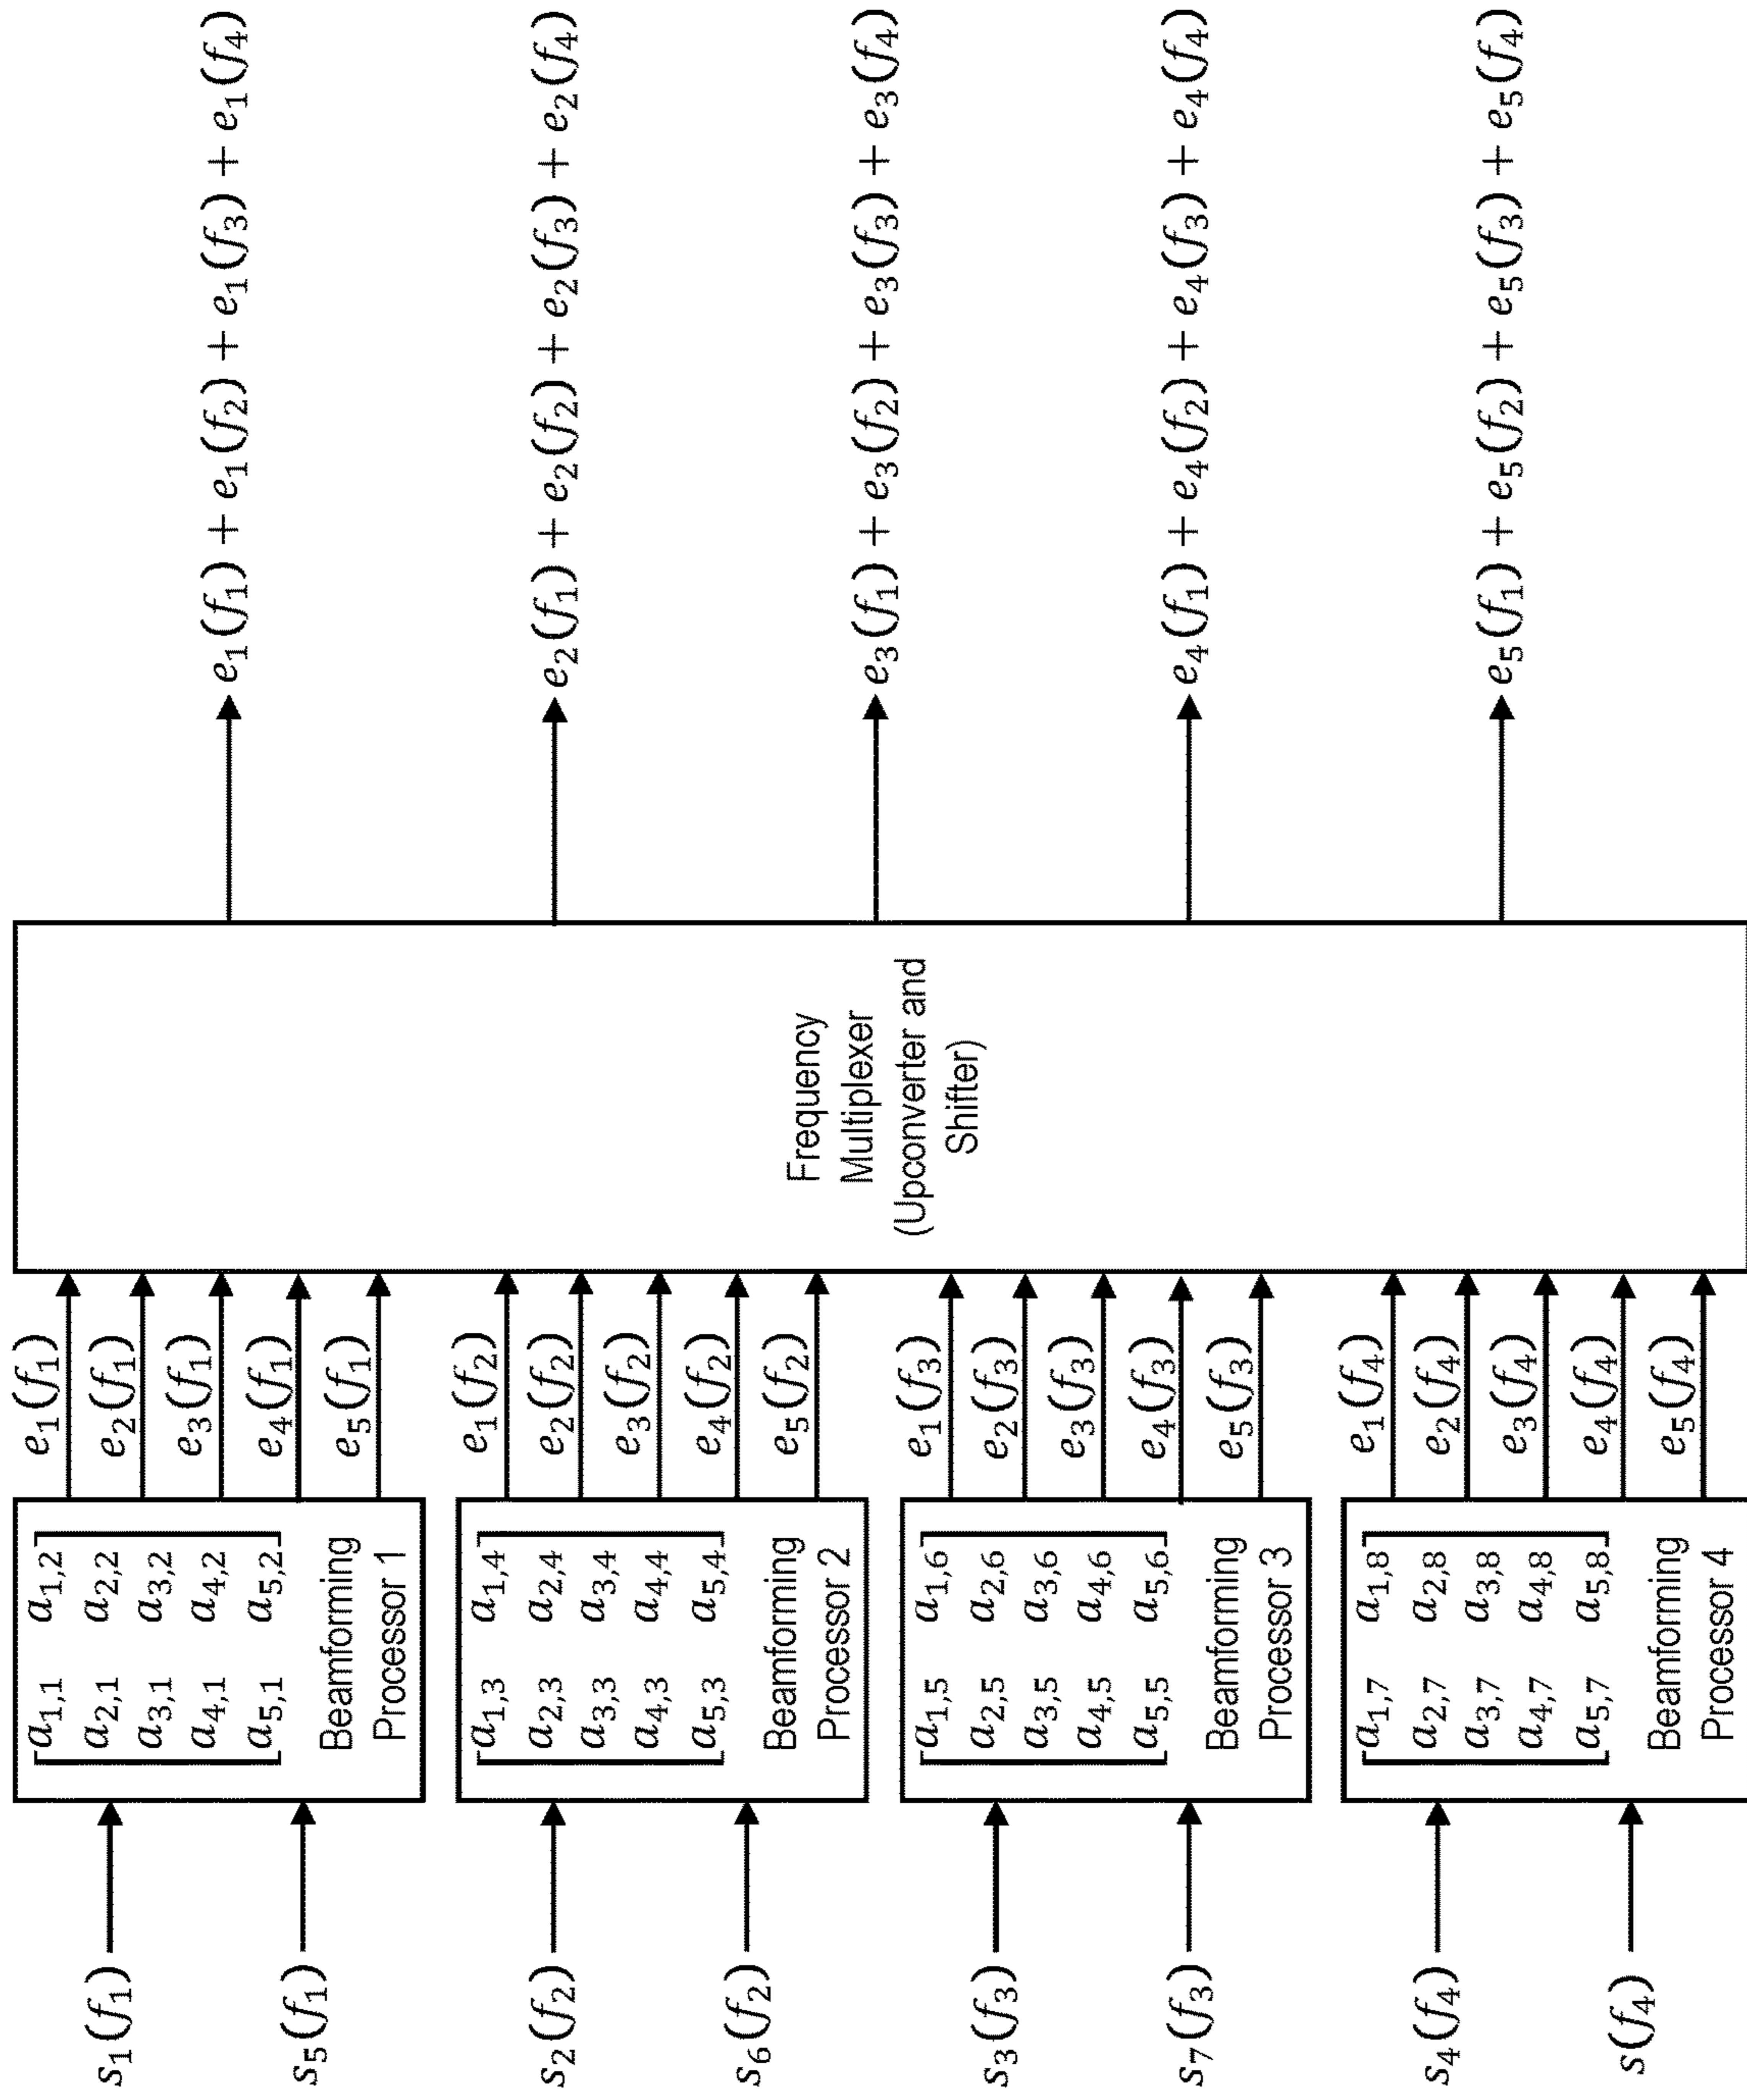 s₁(f₁)
s₅(f₁)
a₁,₁ a₁,₂
a₂,₁ a₂,₂
a₃,₁ a₃,₂
a₄,₁ a₄,₂
a₅,₁ a₅,₂
Beamforming
Processor 1
e₁(f₁)
e₂(f₁)
e₃(f₁)
e₄(f₁)
e₅(f₁)
s₂(f₂)
s₆(f₂)
a₁,₃ a₁,₄
a₂,₃ a₂,₄
a₃,₃ a₃,₄
a₄,₃ a₄,₄
a₅,₃ a₅,₄
Beamforming
Processor 2
e₁(f₂)
e₂(f₂)
e₃(f₂)
e₄(f₂)
e₅(f₂)
s₃(f₃)
s₇(f₃)
a₁,₅ a₁,₆
a₂,₅ a₂,₆
a₃,₅ a₃,₆
a₄,₅ a₄,₆
a₅,₅ a₅,₆
Beamforming
Processor 3
e₁(f₃)
e₂(f₃)
e₃(f₃)
e₄(f₃)
e₅(f₃)
s₄(f₄)
s(f₄)
a₁,₇ a₁,₈
a₂,₇ a₂,₈
a₃,₇ a₃,₈
a₄,₇ a₄,₈
a₅,₇ a₅,₈
Beamforming
Processor 4
e₁(f₄)
e₂(f₄)
e₃(f₄)
e₄(f₄)
e₅(f₄)
Frequency
Multiplexer
(Upconverter and
Shifter)
e₁(f₁) + e₁(f₂) + e₁(f₃) + e₁(f₄)
e₂(f₁) + e₂(f₂) + e₂(f₃) + e₂(f₄)
e₃(f₁) + e₃(f₂) + e₃(f₃) + e₃(f₄)
e₄(f₁) + e₄(f₂) + e₄(f₃) + e₄(f₄)
e₅(f₁) + e₅(f₂) + e₅(f₃) + e₅(f₄)